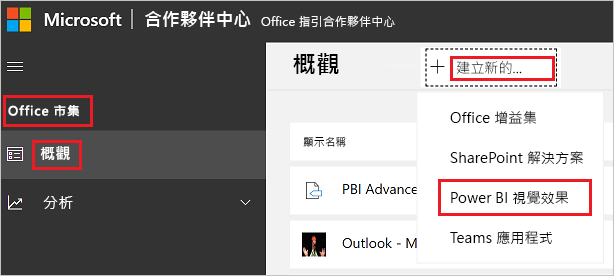 Microsoft 合作夥伴中心 Office 指引合作夥伴中心
Office 市集
概觀
分析
概觀
建立新的...
Office 增益集
SharePoint 解決方案
Power BI 視覺效果
Teams 應用程式
顯示名稱
PBI Advance
Outlook - M